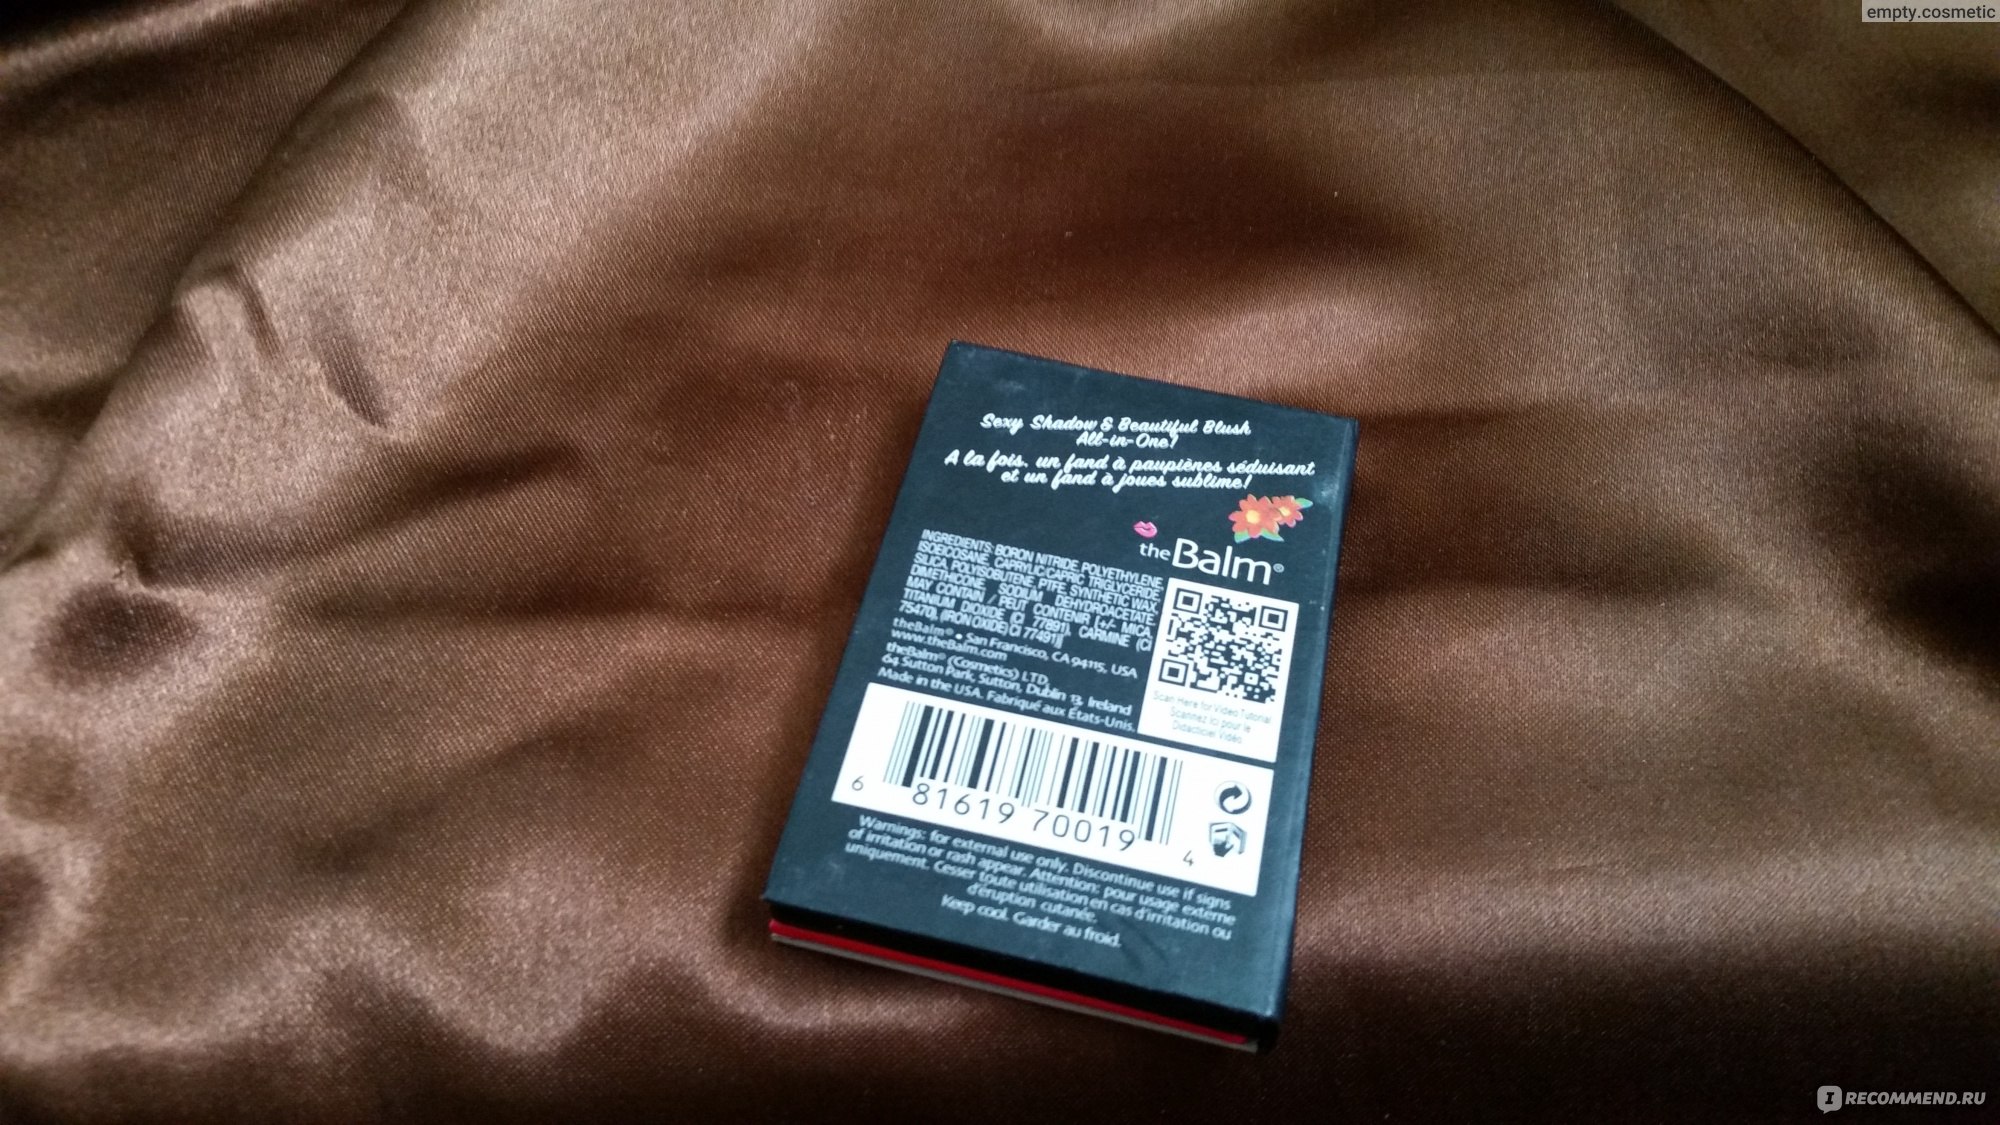 empty.cosmetic
Sexy Shadow & Beautiful Blush
All-in-One!
A la fois, un fand à paupiènes séduisant
et un fand à joues sublime!
theBalm®
INGREDIENTS: BORON NITRIDE, POLYETHYLENE,
ISOEICOSANE, CAPRYLIC/CAPRIC TRIGLYCERIDE,
SILICA, POLYISOBUTENE, PTFE, SYNTHETIC WAX,
DIMETHICONE, SODIUM DEHYDROACETATE.
MAY CONTAIN / PEUT CONTENIR [+/- MICA,
TITANIUM DIOXIDE (CI 77891), CARMINE (CI
75470), (IRON OXIDE) CI 77491)]
theBalm® • San Francisco, CA 94115, USA
www.theBalm.com
theBalm® (Cosmetics) LTD,
64 Sutton Park, Sutton, Dublin 13, Ireland
Made in the USA. Fabriqué aux États-Unis.
Scan Here for Video Tutorial
Scannez ici pour le
Didacticiel Vidéo
6 81619 70019 4
Warnings: for external use only. Discontinue use if signs
of irritation or rash appear. Attention: pour usage externe
uniquement. Cesser toute utilisation en cas d'irritation ou
d'éruption cutanée.
Keep cool. Garder au froid.
I RECOMMEND.RU